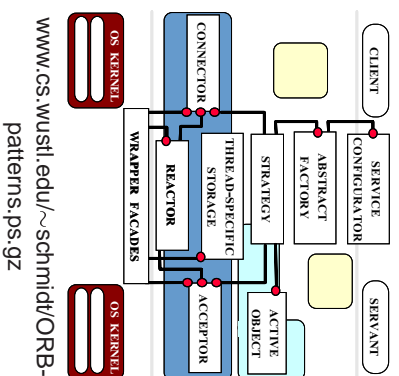 CLIENT
SERVANT
SERVICE
CONFIGURATOR
ABSTRACT
FACTORY
STRATEGY
ACTIVE
OBJECT
THREAD-SPECIFIC
STORAGE
CONNECTOR
REACTOR
ACCEPTOR
WRAPPER FACADES
OS KERNEL
OS KERNEL
www.cs.wustl.edu/~schmidt/ORB-
patterns.ps.gz